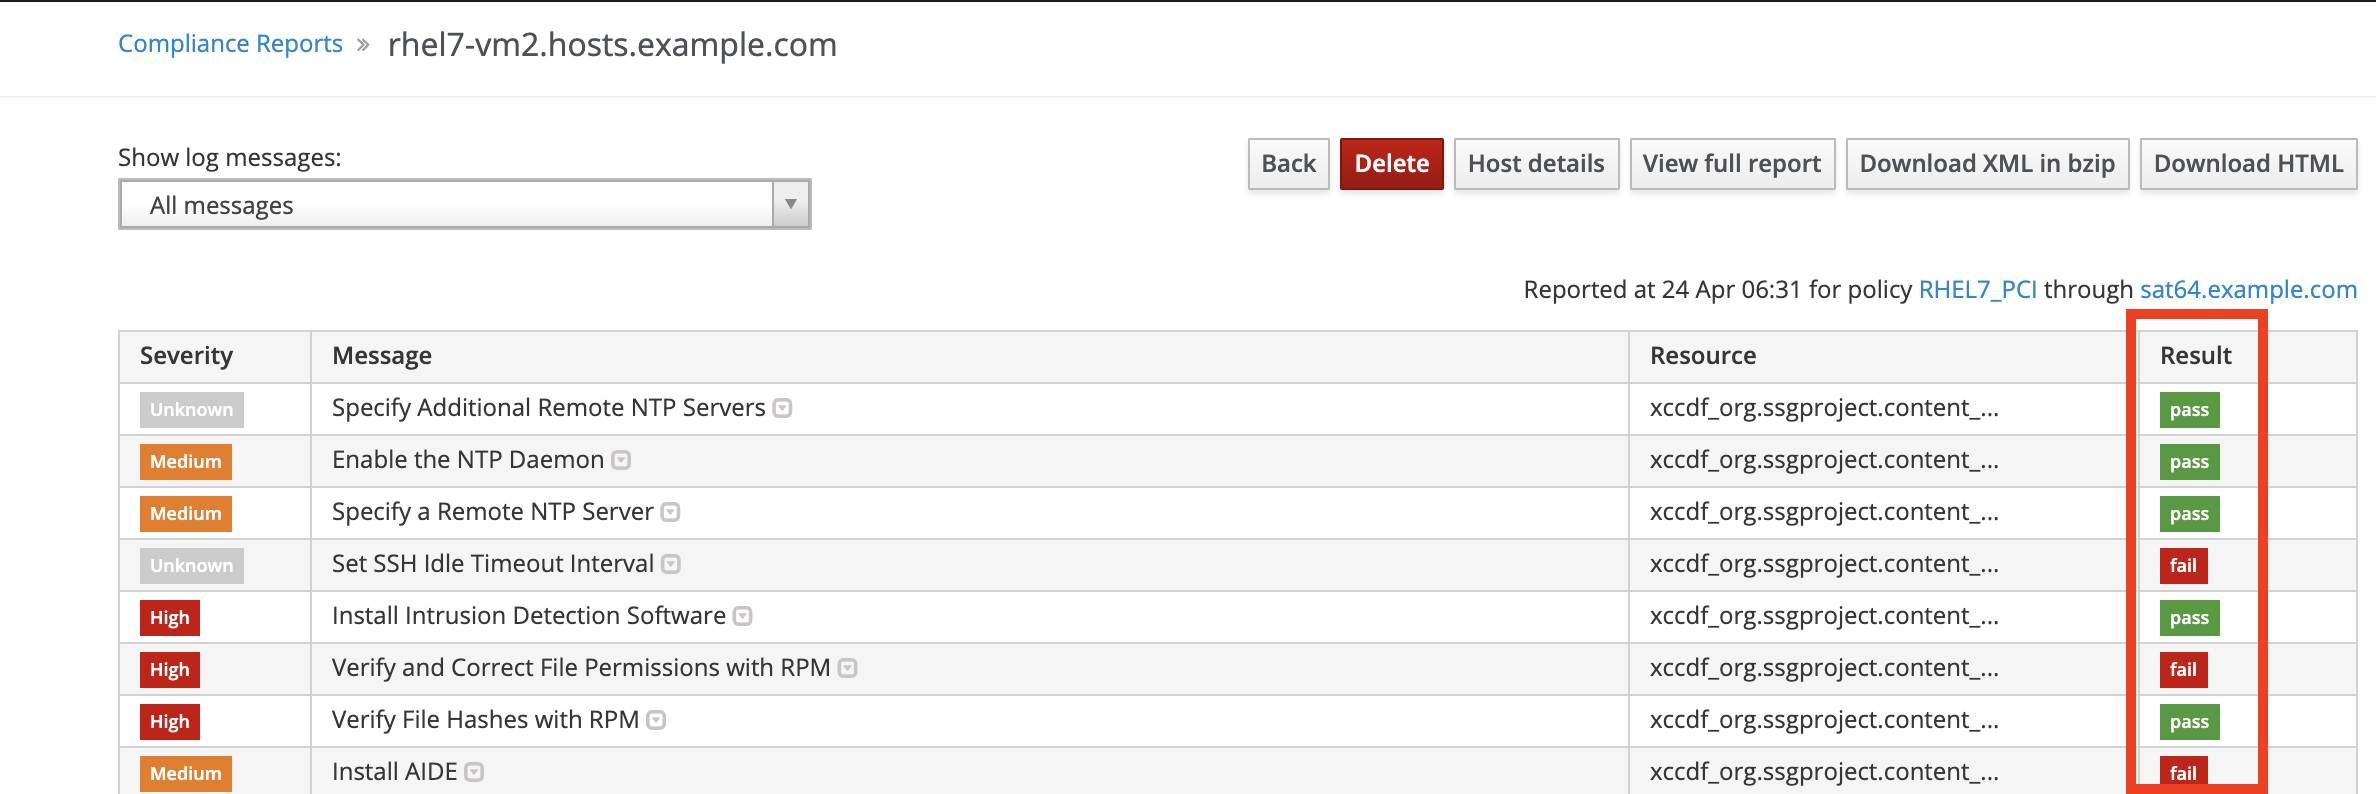 Compliance Reports » rhel7-vm2.hosts.example.com
Show log messages:
All messages
Back Delete Host details View full report Download XML in bzip Download HTML
Reported at 24 Apr 06:31 for policy RHEL7_PCI through sat64.example.com
Severity Message Resource Result
Unknown Specify Additional Remote NTP Servers xccdf_org.ssgproject.content_... pass
Medium Enable the NTP Daemon xccdf_org.ssgproject.content_... pass
Medium Specify a Remote NTP Server xccdf_org.ssgproject.content_... pass
Unknown Set SSH Idle Timeout Interval xccdf_org.ssgproject.content_... fail
High Install Intrusion Detection Software xccdf_org.ssgproject.content_... pass
High Verify and Correct File Permissions with RPM xccdf_org.ssgproject.content_... fail
High Verify File Hashes with RPM xccdf_org.ssgproject.content_... pass
Medium Install AIDE xccdf_org.ssgproject.content_... fail